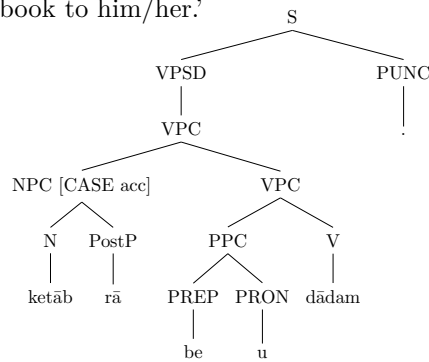 book to him/her.’
S
VPSD PUNC
VPC .
NPC [CASE acc] VPC
N PostP PPC V
ketāb rā PREP PRON dādam
be u